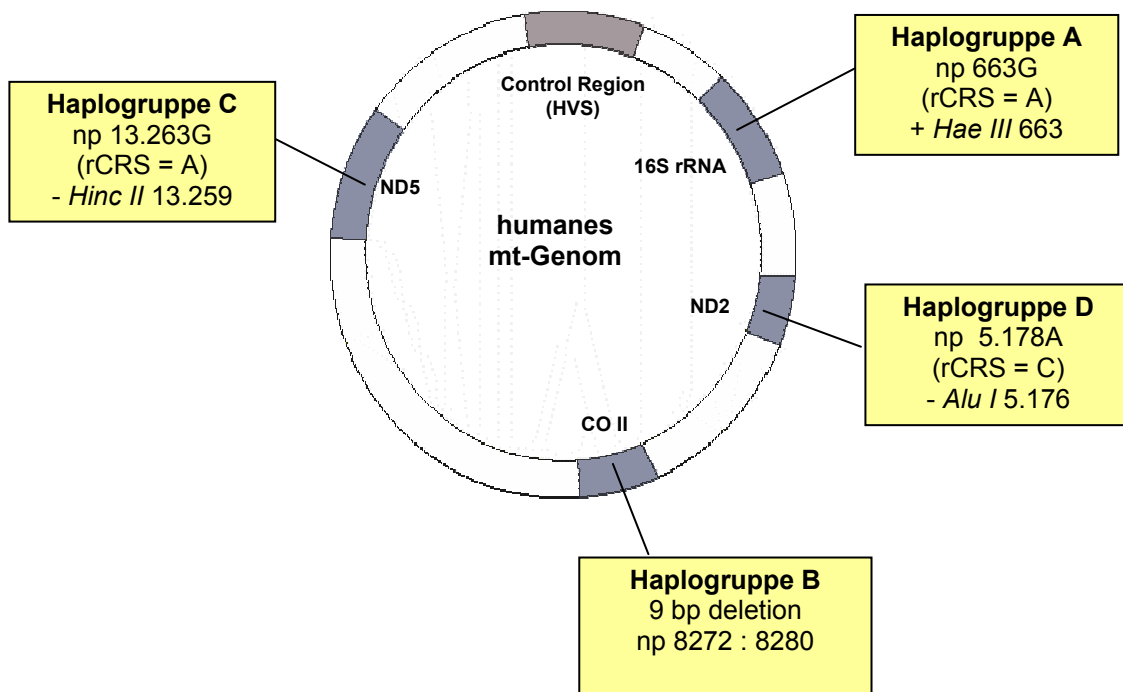 Control Region
(HVS)
Haplogruppe A
np 663G
(rCRS = A)
+ Hae III 663
Haplogruppe C
np 13.263G
(rCRS = A)
- Hinc II 13.259
16S rRNA
ND5
humanes
mt-Genom
ND2
Haplogruppe D
np 5.178A
(rCRS = C)
- Alu I 5.176
CO II
Haplogruppe B
9 bp deletion
np 8272 : 8280